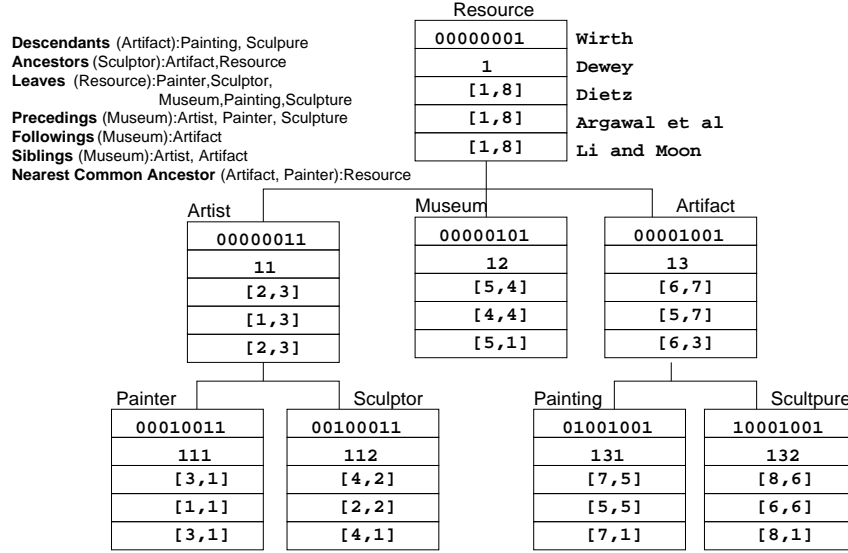 Resource
Descendants (Artifact):Painting, Sculpure
Ancestors (Sculptor):Artifact,Resource
Leaves (Resource):Painter,Sculptor,
Museum,Painting,Sculpture
Precedings (Museum):Artist, Painter, Sculpture
Followings (Museum):Artifact
Siblings (Museum):Artist, Artifact
Nearest Common Ancestor (Artifact, Painter):Resource
00000001 Wirth
1 Dewey
[1,8] Dietz
[1,8] Argawal et al
[1,8] Li and Moon
Artist Museum Artifact
00000011 00000101 00001001
11 12 13
[2,3] [5,4] [6,7]
[1,3] [4,4] [5,7]
[2,3] [5,1] [6,3]
Painter Sculptor Painting Scultpure
00010011 00100011 01001001 10001001
111 112 131 132
[3,1] [4,2] [7,5] [8,6]
[1,1] [2,2] [5,5] [6,6]
[3,1] [4,1] [7,1] [8,1]